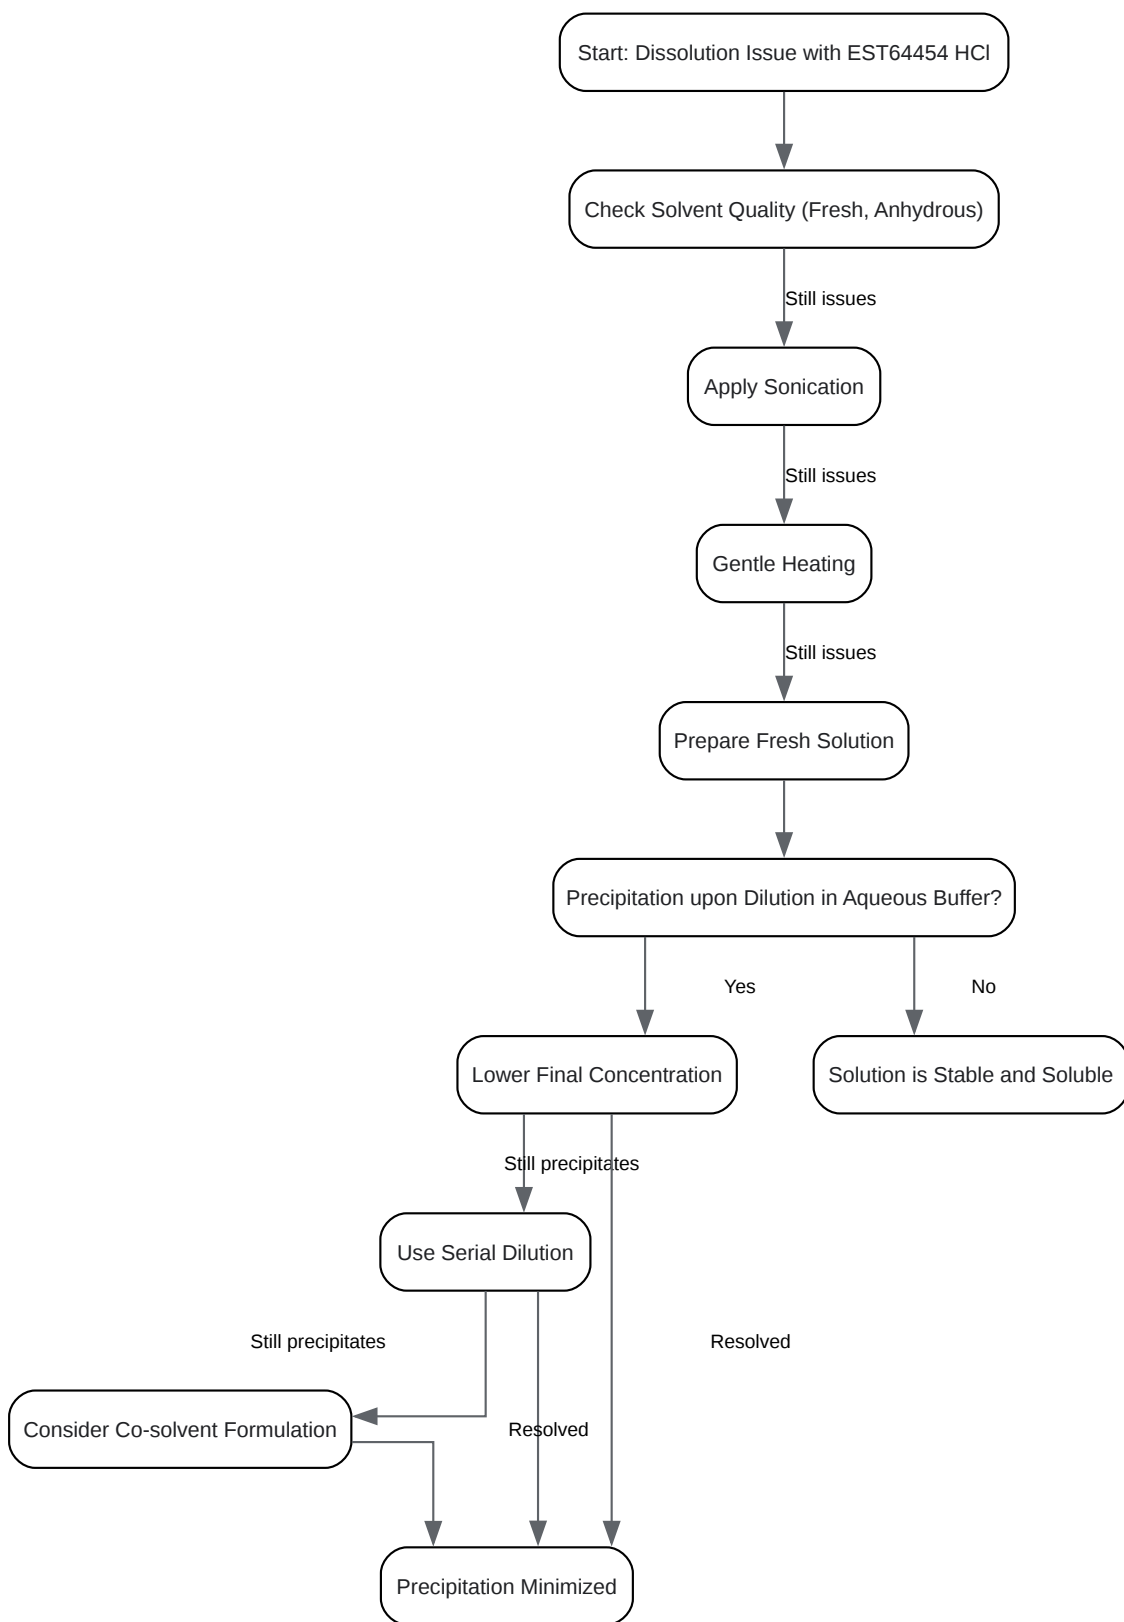 Start: Dissolution Issue with EST64454 HCl
Check Solvent Quality (Fresh, Anhydrous)
Still issues
Apply Sonication
Still issues
Gentle Heating
Still issues
Prepare Fresh Solution
Precipitation upon Dilution in Aqueous Buffer?
Yes
No
Lower Final Concentration
Solution is Stable and Soluble
Still precipitates
Use Serial Dilution
Still precipitates
Resolved
Consider Co-solvent Formulation
Resolved
Precipitation Minimized